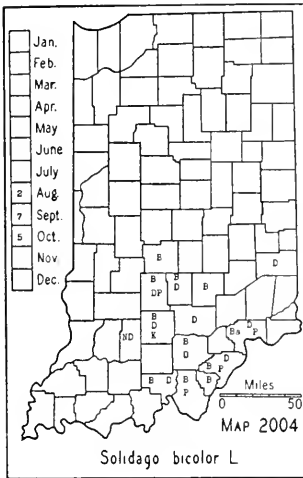 Jan.
Feb.
Mar.
Apr.
May
June
July
2 Aug.
7 Sept.
5 Oct.
Nov.
Dec.
B
B
DP
B
D
B
D
B
D
K
D
ND
B
D
Bs
D
P
B
D
P
B
D
B
P
B
Miles
0 50
MAP 2004
Solidago bicolor L